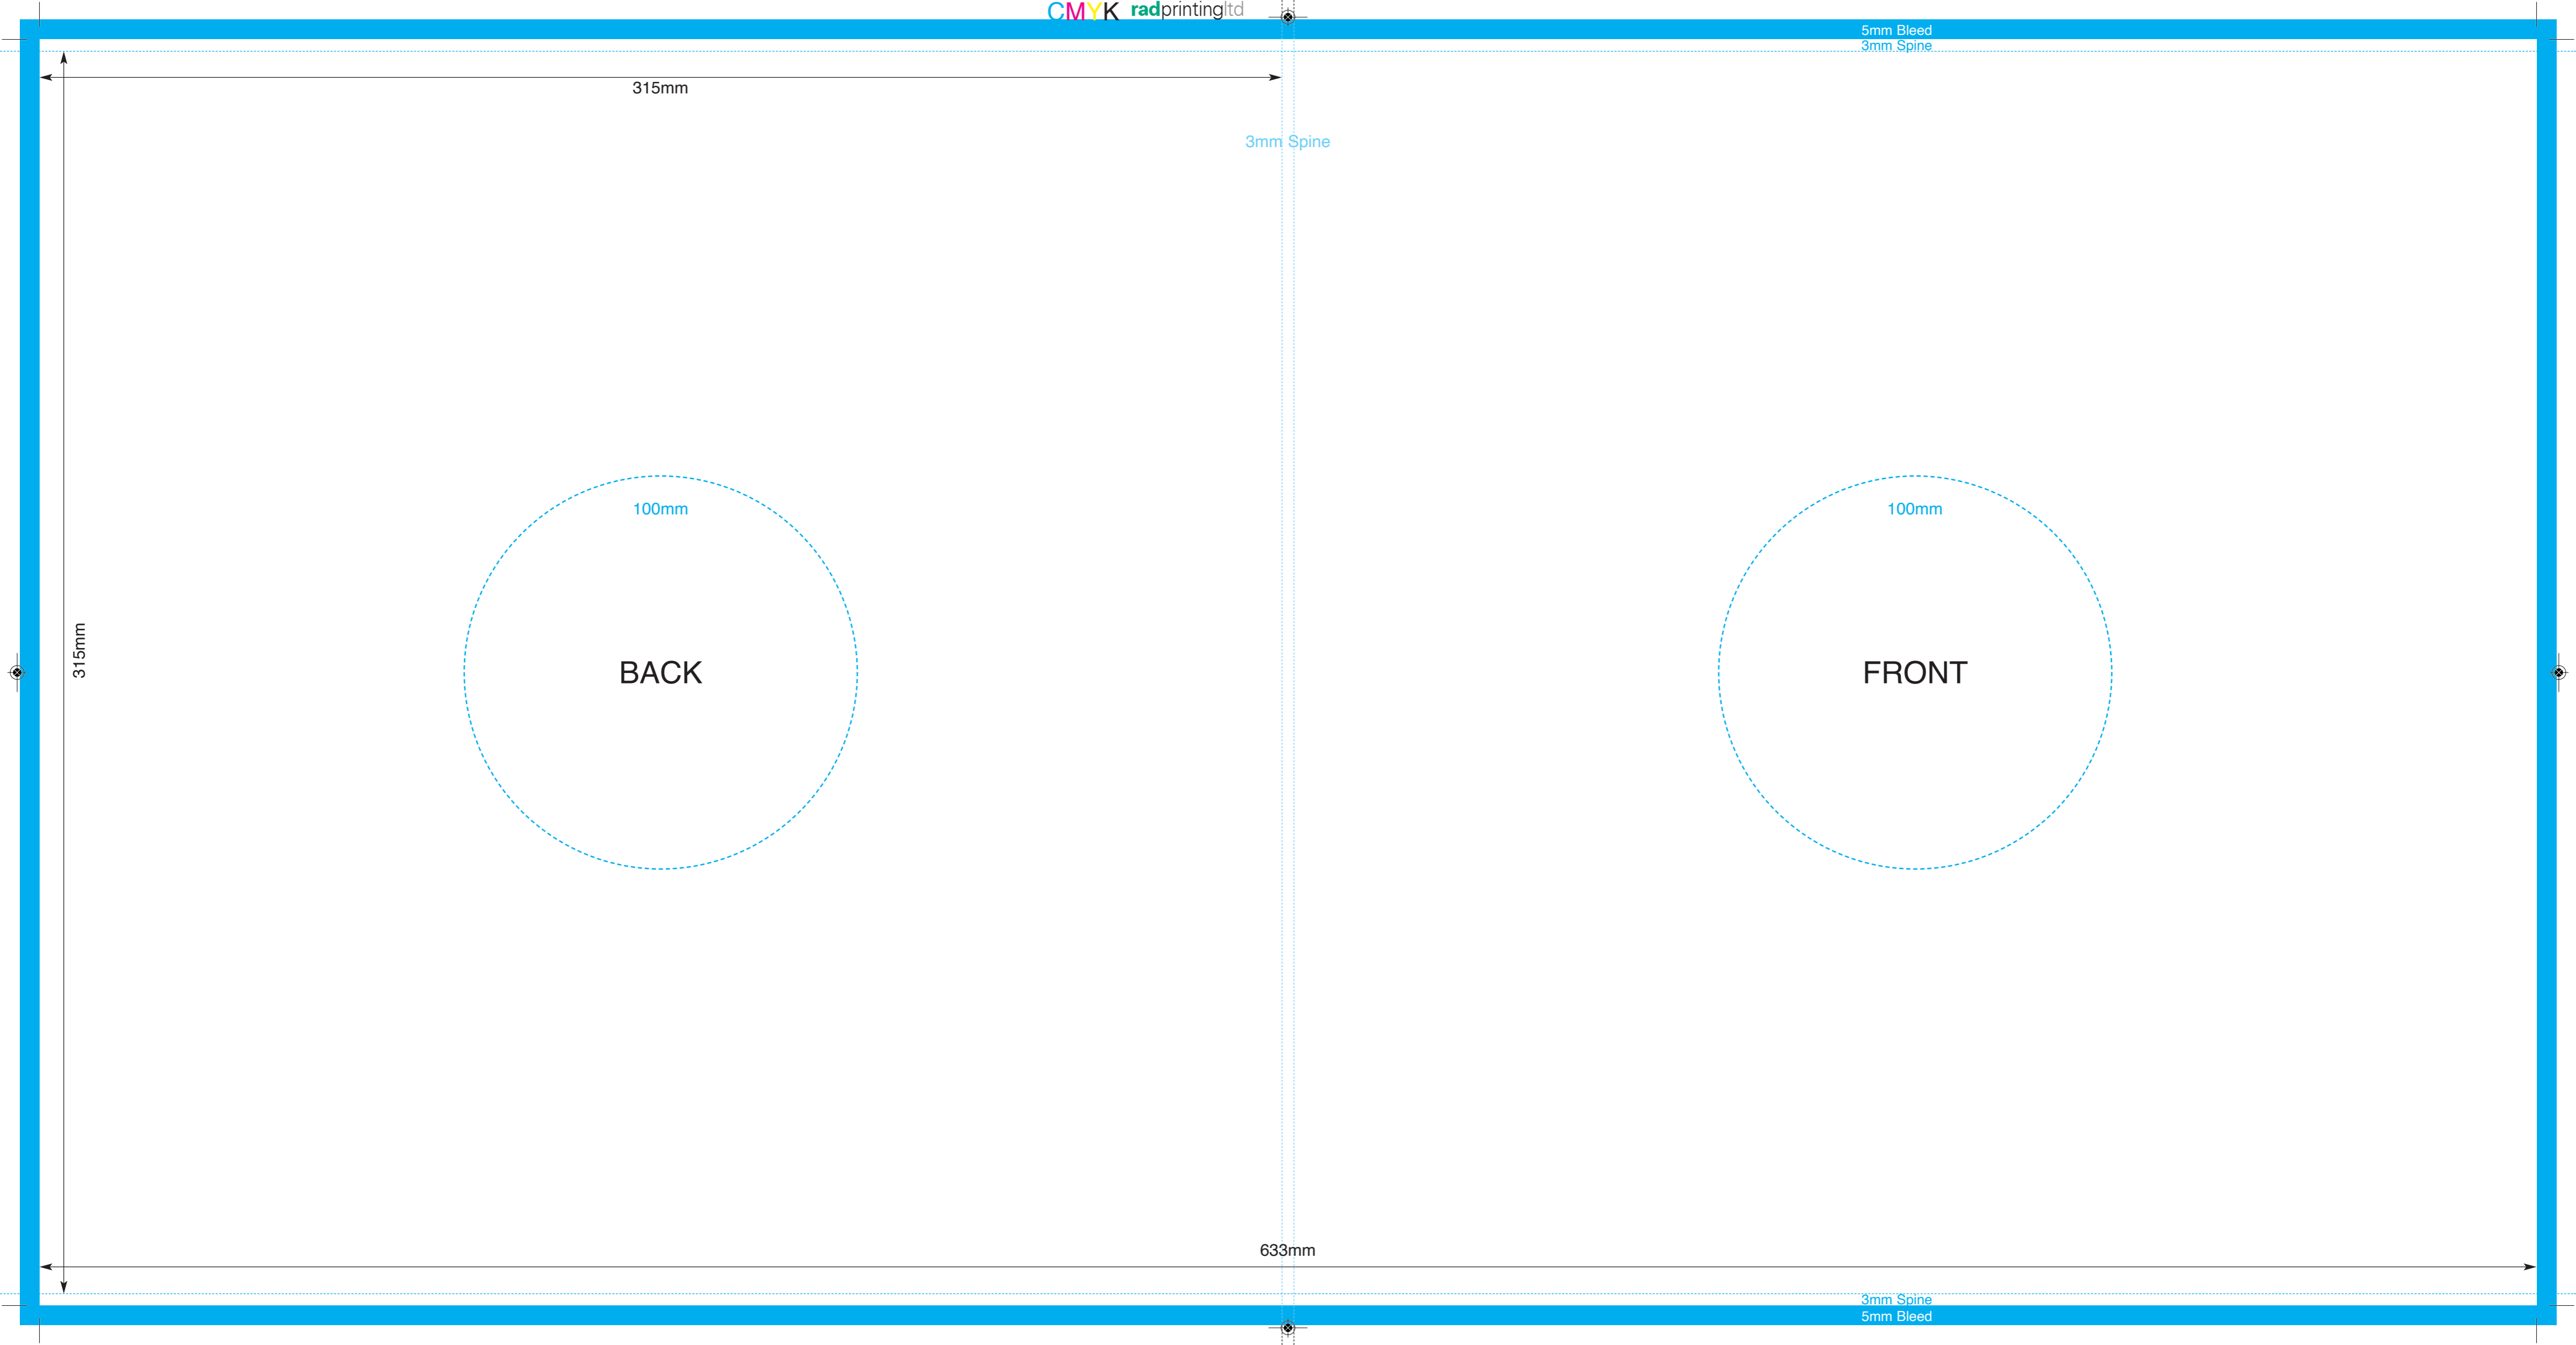 CMYK radprintingltd
5mm Bleed
3mm Spine
315mm
3mm Spine
100mm
100mm
315mm
BACK
FRONT
633mm
3mm Spine
5mm Bleed